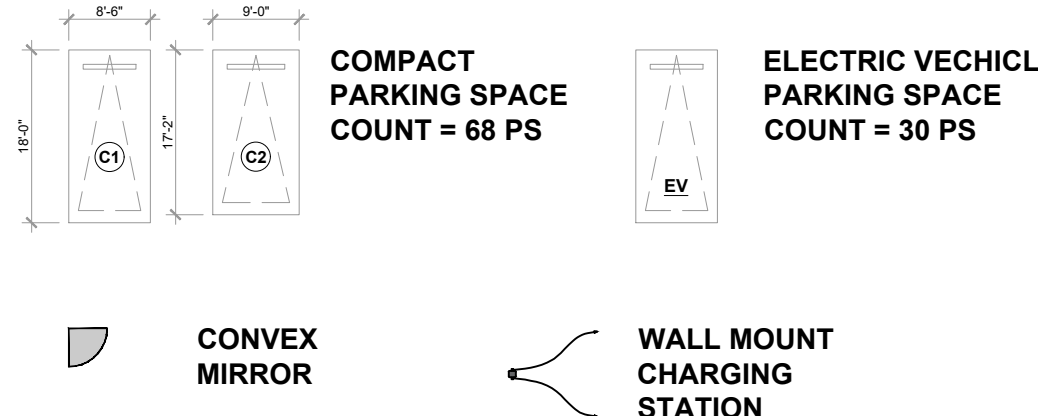 8'-6"
9'-0"
18'-0"
17'-2"
C1
C2
COMPACT
PARKING SPACE
COUNT = 68 PS
EV
ELECTRIC VECHICL
PARKING SPACE
COUNT = 30 PS
CONVEX
MIRROR
WALL MOUNT
CHARGING
STATION